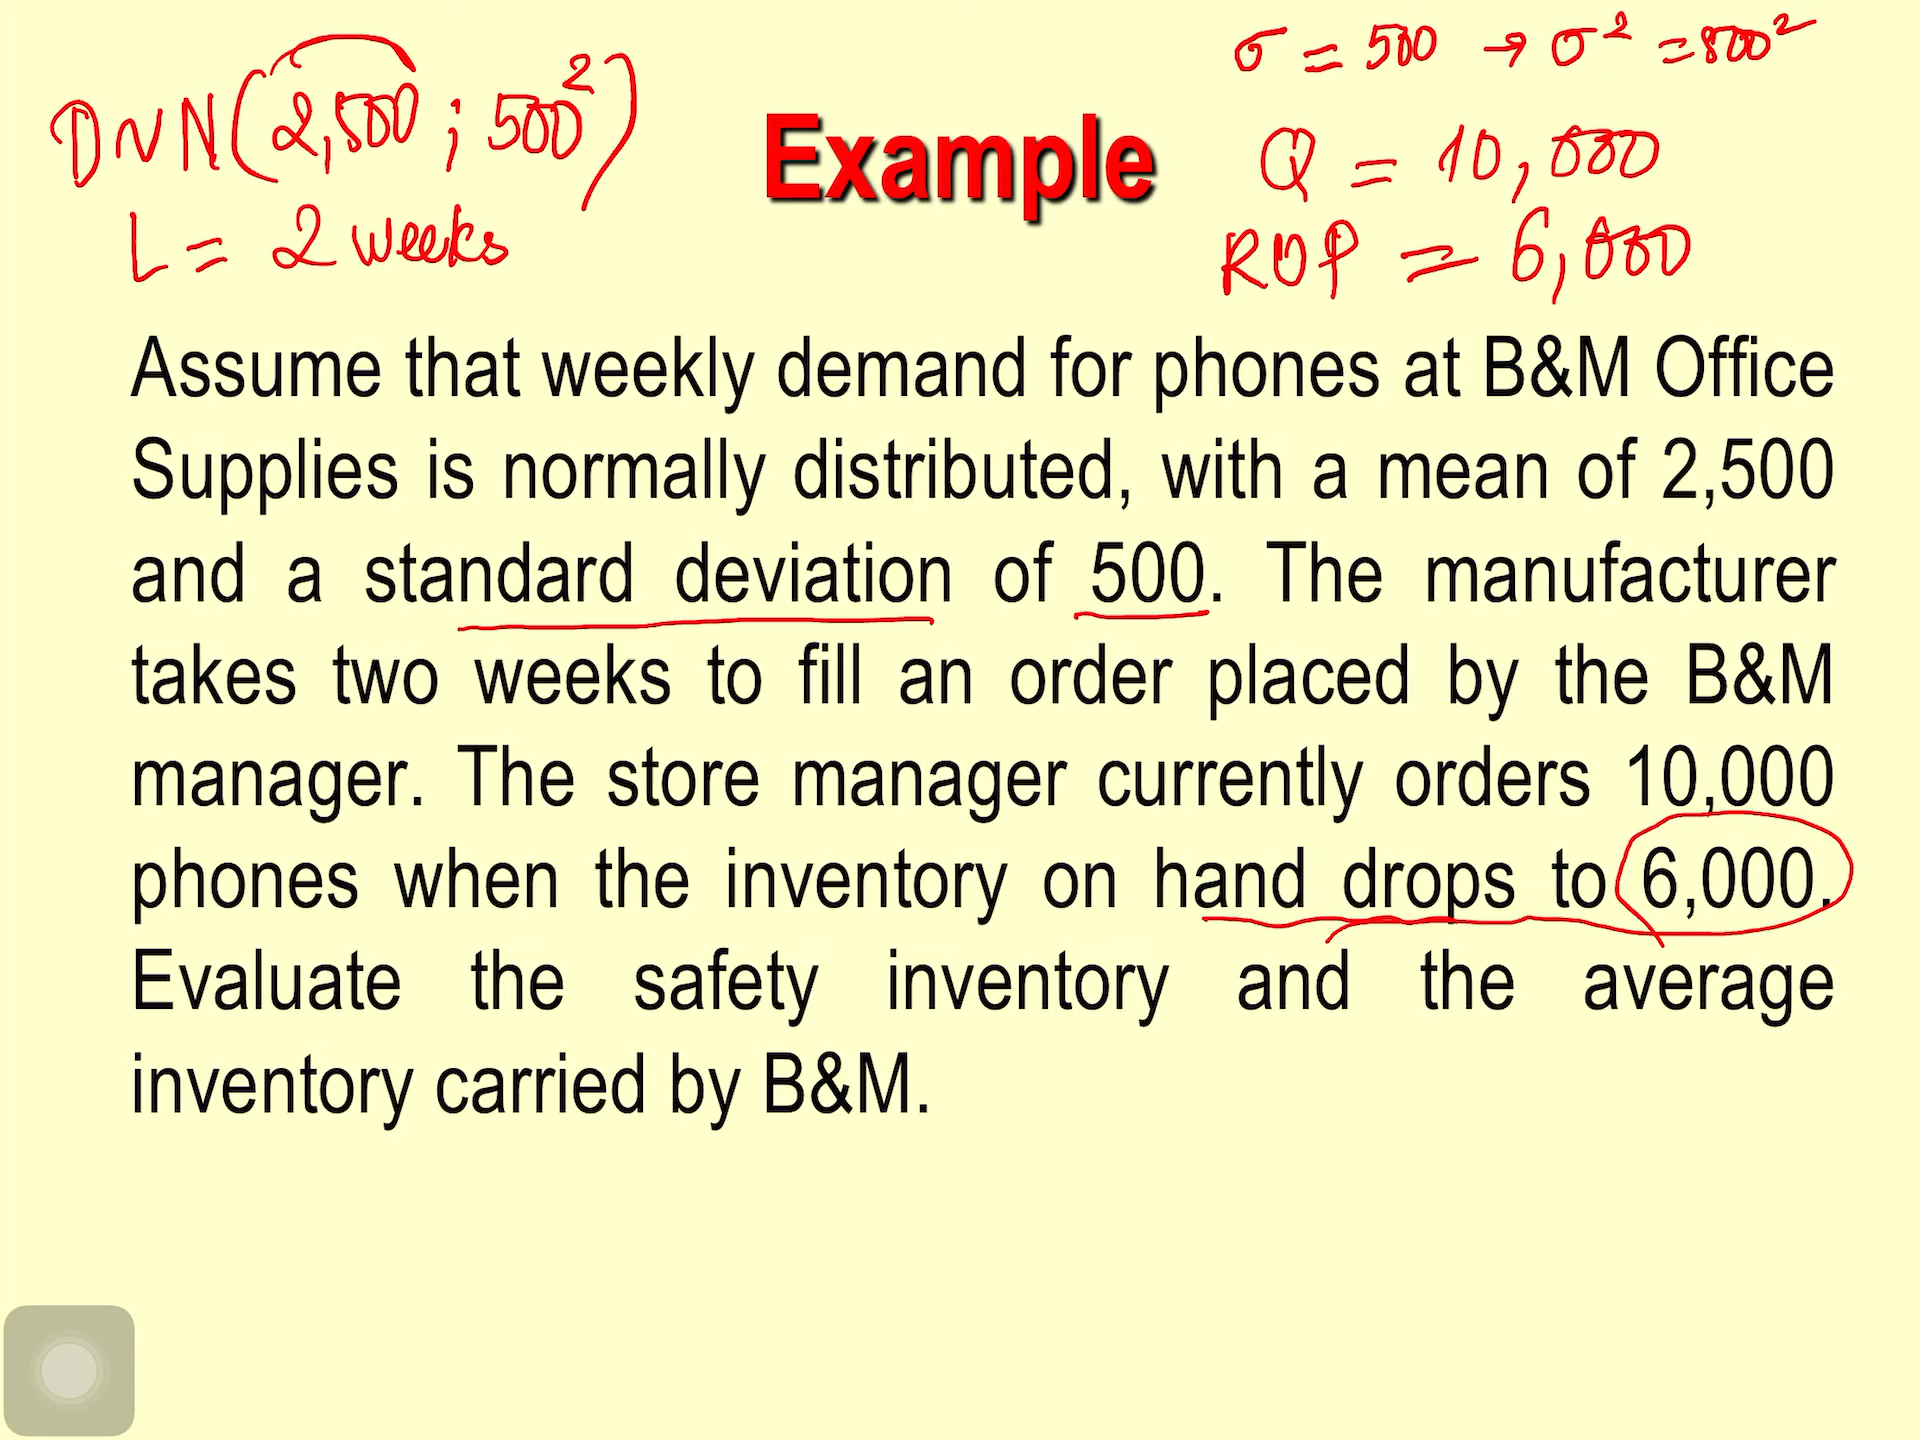 σ = 500 → σ² = 500²
D ~ N(2,500 ; 500²)
Example
Q = 10,000
L = 2 weeks
ROP = 6,000
Assume that weekly demand for phones at B&M Office
Supplies is normally distributed, with a mean of 2,500
and a standard deviation of 500. The manufacturer
takes two weeks to fill an order placed by the B&M
manager. The store manager currently orders 10,000
phones when the inventory on hand drops to 6,000.
Evaluate the safety inventory and the average
inventory carried by B&M.